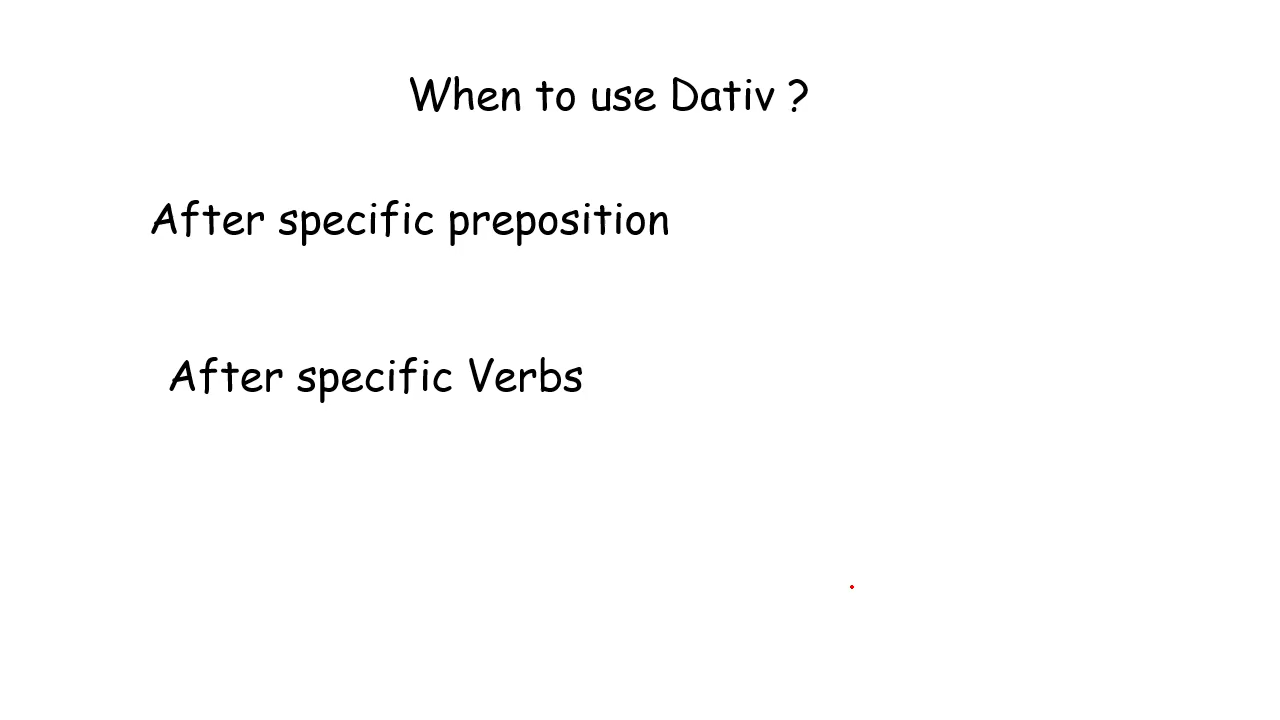 When to use Dativ ?
After specific preposition
After specific Verbs